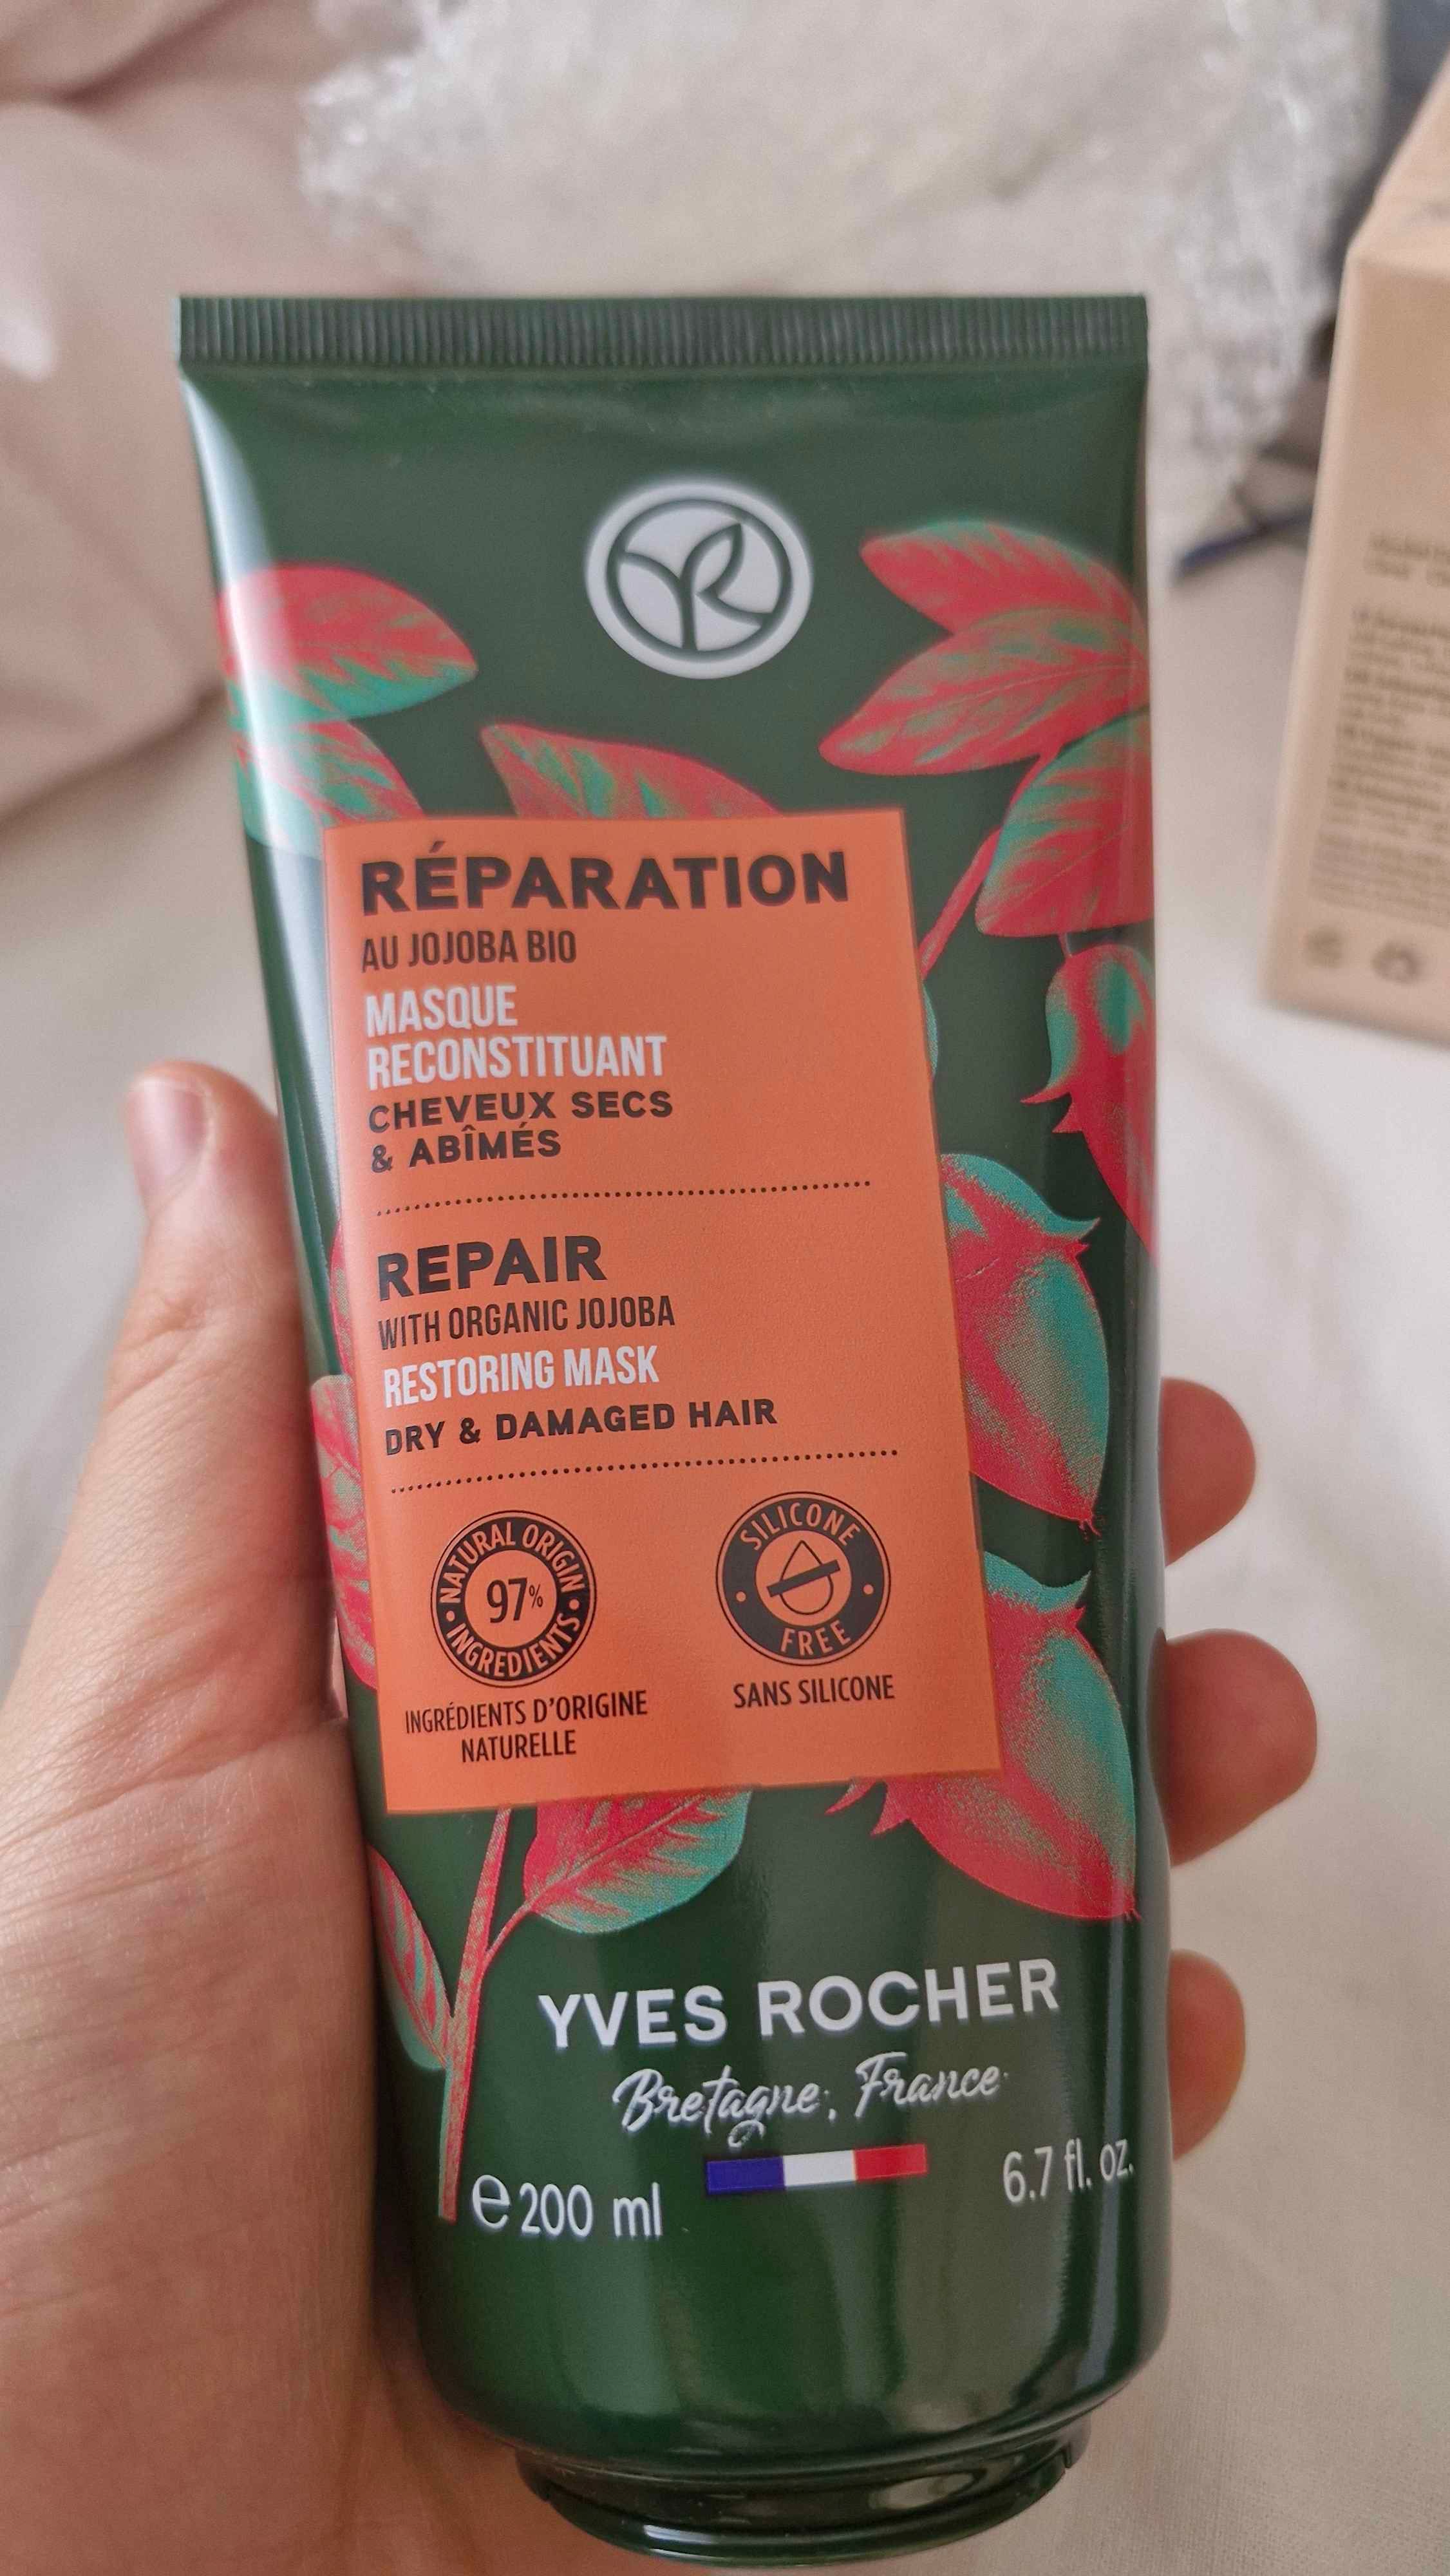 RÉPARATION
AU JOJOBA BIO
MASQUE
RECONSTITUANT
CHEVEUX SECS
& ABÎMÉS
REPAIR
WITH ORGANIC JOJOBA
RESTORING MASK
DRY & DAMAGED HAIR
NATURAL ORIGIN
97%
INGREDIENTS
INGRÉDIENTS D'ORIGINE
NATURELLE
SILICONE
FREE
SANS SILICONE
YVES ROCHER
Bretagne, France
e 200 ml
6.7 fl. oz.